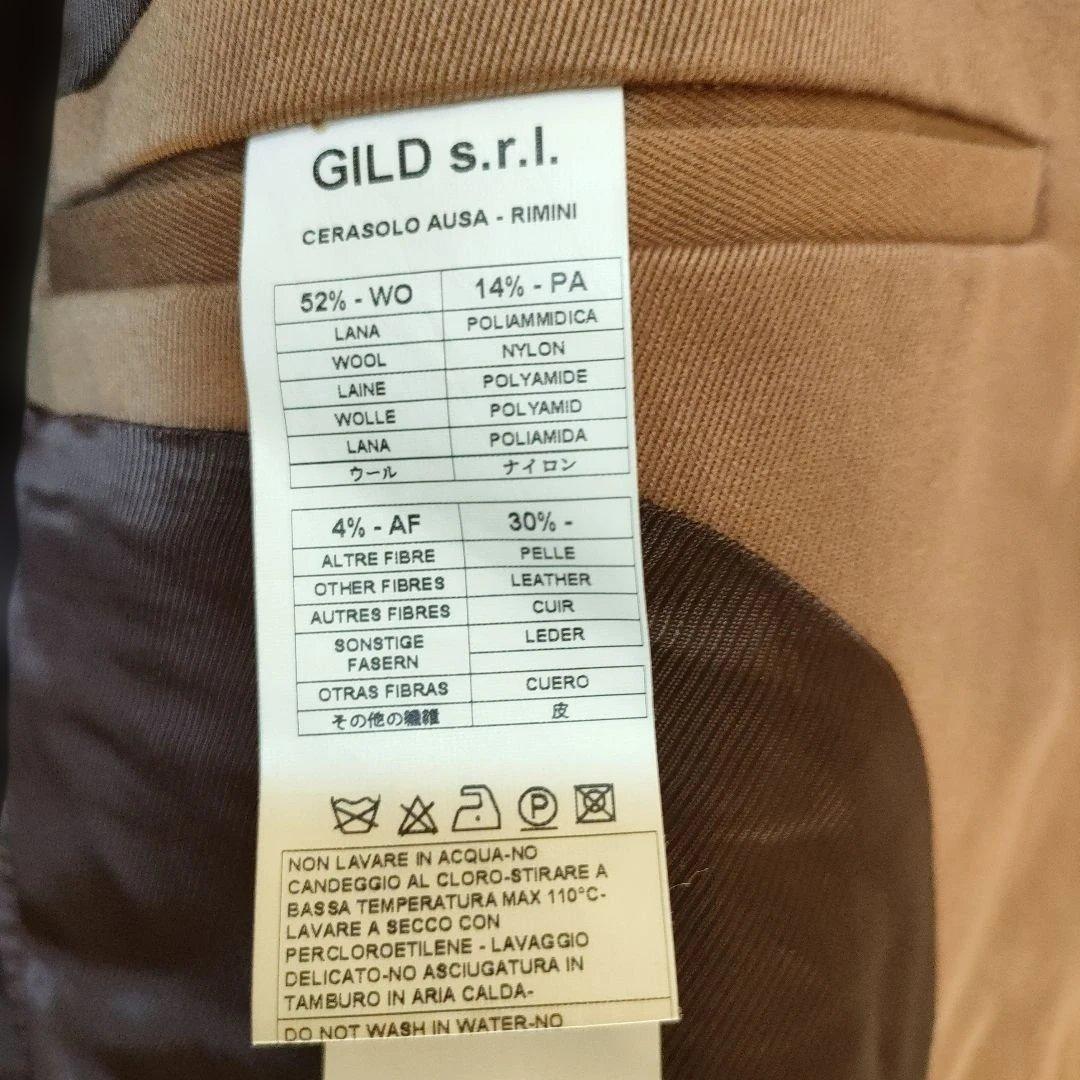 GILD s.r.l.
CERASOLO AUSA - RIMINI
52% - WO 14% - PA
LANA POLIAMMIDICA
WOOL NYLON
LAINE POLYAMIDE
WOLLE POLYAMID
LANA POLIAMIDA
ウール ナイロン
4% - AF 30% -
ALTRE FIBRE PELLE
OTHER FIBRES LEATHER
AUTRES FIBRES CUIR
SONSTIGE LEDER
FASERN
OTRAS FIBRAS CUERO
その他の繊維 皮
P
NON LAVARE IN ACQUA-NO
CANDEGGIO AL CLORO-STIRARE A
BASSA TEMPERATURA MAX 110°C-
LAVARE A SECCO CON
PERCLOROETILENE - LAVAGGIO
DELICATO-NO ASCIUGATURA IN
TAMBURO IN ARIA CALDA-
DO NOT WASH IN WATER-NO